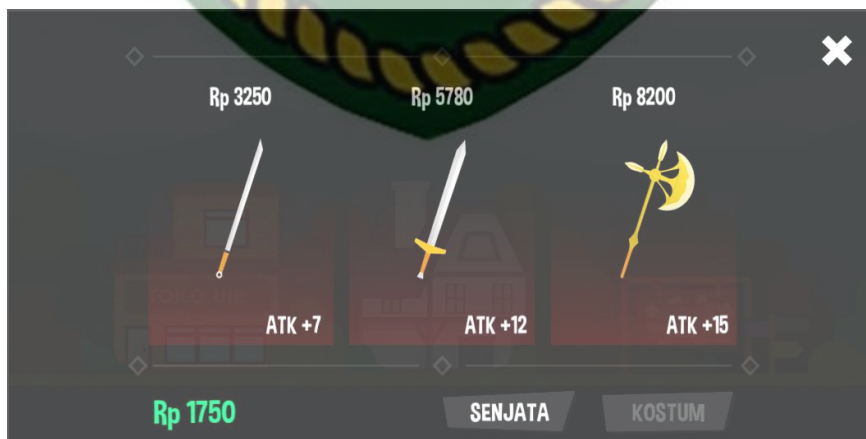 Rp 3250 Rp 5780 Rp 8200
ATK +7 ATK +12 ATK +15
Rp 1750 SENJATA KOSTUM